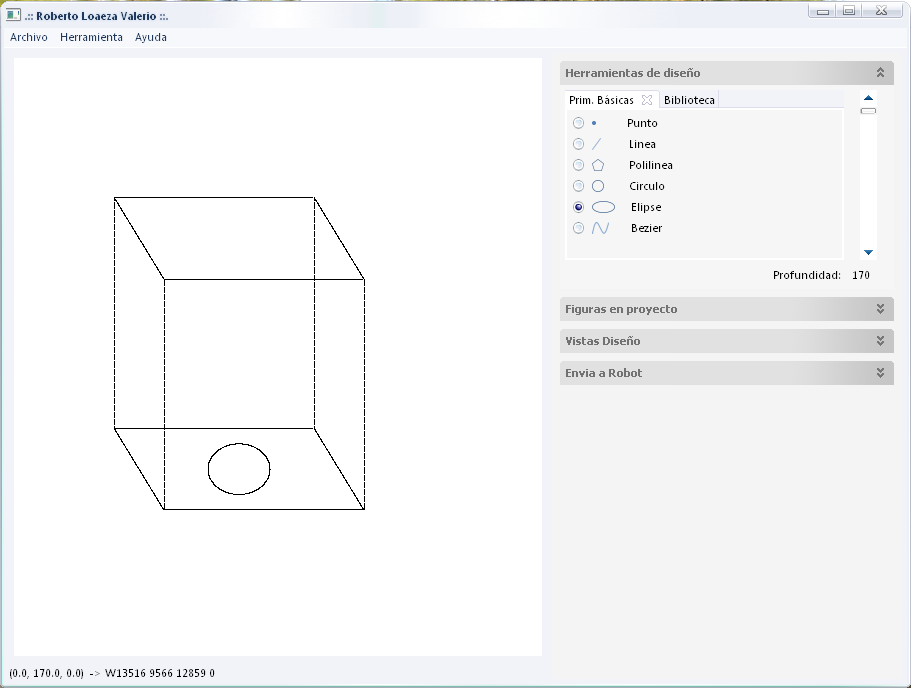 .:: Roberto Loaeza Valerio ::.
Archivo Herramienta Ayuda
Herramientas de diseño
Prim. Básicas Biblioteca
Punto
Linea
Polilinea
Circulo
Elipse
Bezier
Profundidad: 170
Figuras en proyecto
Vistas Diseño
Envia a Robot
(0.0, 170.0, 0.0) -> W13516 9566 12859 0